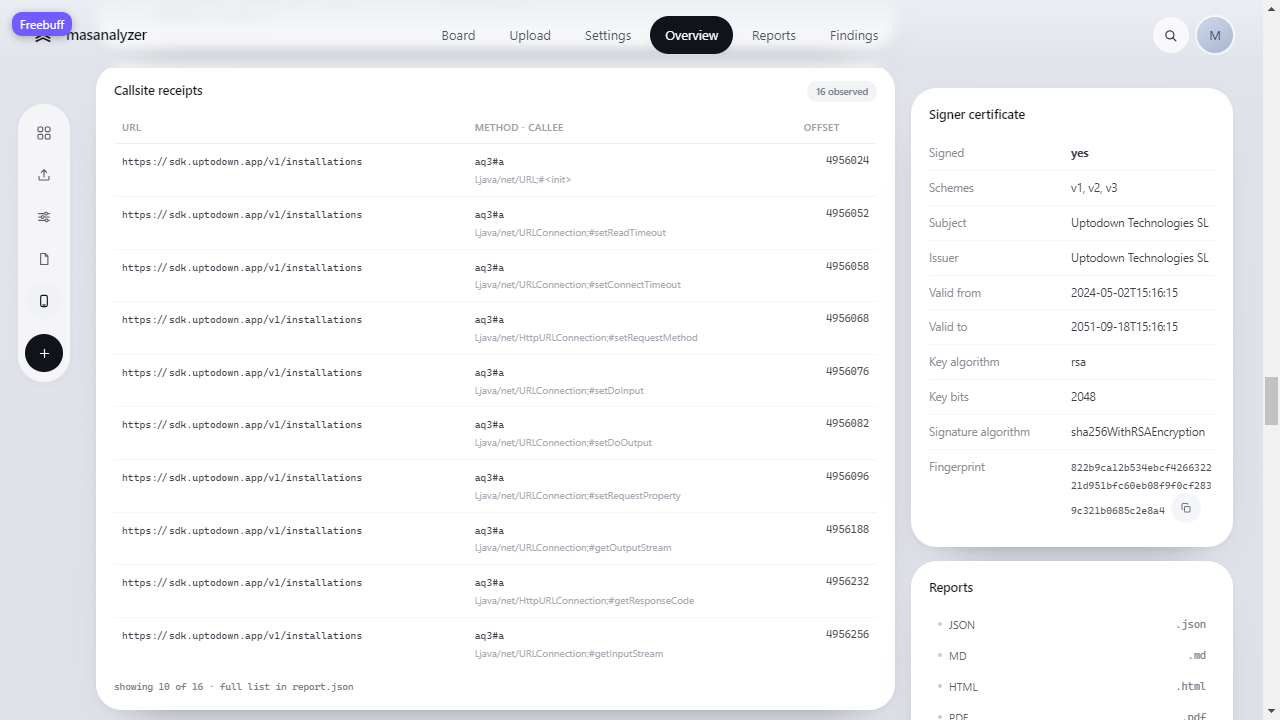 Freebuff
masanalyzer
Board
Upload
Settings
Overview
Reports
Findings
M
Callsite receipts
16 observed
URL
METHOD · CALLEE
OFFSET
https://sdk.uptodown.app/v1/installations
aq3#a
4956024
Ljava/net/URL;#<init>
https://sdk.uptodown.app/v1/installations
aq3#a
4956052
Ljava/net/URLConnection;#setReadTimeout
https://sdk.uptodown.app/v1/installations
aq3#a
4956058
Ljava/net/URLConnection;#setConnectTimeout
https://sdk.uptodown.app/v1/installations
aq3#a
4956068
Ljava/net/HttpURLConnection;#setRequestMethod
https://sdk.uptodown.app/v1/installations
aq3#a
4956076
Ljava/net/URLConnection;#setDoInput
https://sdk.uptodown.app/v1/installations
aq3#a
4956082
Ljava/net/URLConnection;#setDoOutput
https://sdk.uptodown.app/v1/installations
aq3#a
4956096
Ljava/net/URLConnection;#setRequestProperty
https://sdk.uptodown.app/v1/installations
aq3#a
4956188
Ljava/net/URLConnection;#getOutputStream
https://sdk.uptodown.app/v1/installations
aq3#a
4956232
Ljava/net/HttpURLConnection;#getResponseCode
https://sdk.uptodown.app/v1/installations
aq3#a
4956256
Ljava/net/URLConnection;#getInputStream
showing 10 of 16 · full list in report.json
Signer certificate
Signed
yes
Schemes
v1, v2, v3
Subject
Uptodown Technologies SL
Issuer
Uptodown Technologies SL
Valid from
2024-05-02T15:16:15
Valid to
2051-09-18T15:16:15
Key algorithm
rsa
Key bits
2048
Signature algorithm
sha256WithRSAEncryption
Fingerprint
822b9ca12b534ebcf4266322
21d951bfc60eb08f9f0cf283
9c321b0685c2e8a4
Reports
JSON
.json
MD
.md
HTML
.html
PDF
.pdf